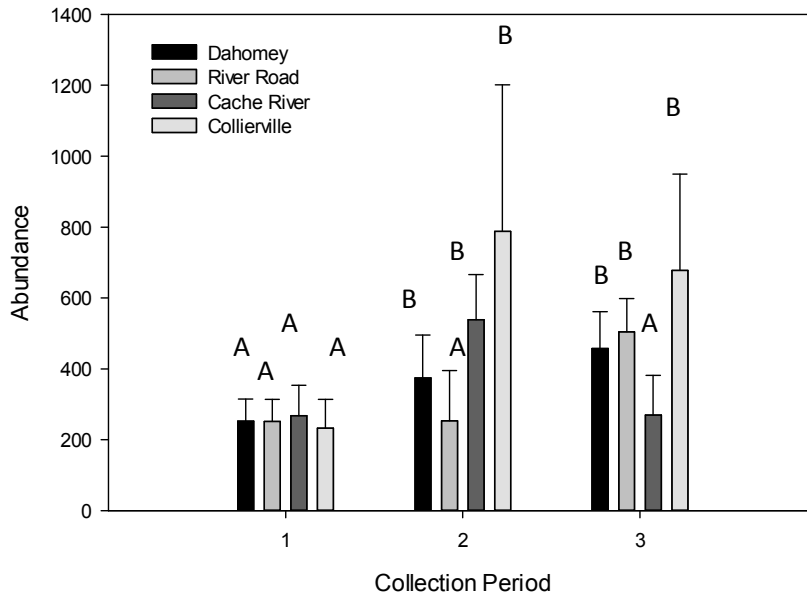 1400
1200
1000
800
600
400
200
0
Abundance
Dahomey
River Road
Cache River
Collierville
A
A
A
A
B
A
B
B
B
B
A
B
1
2
3
Collection Period